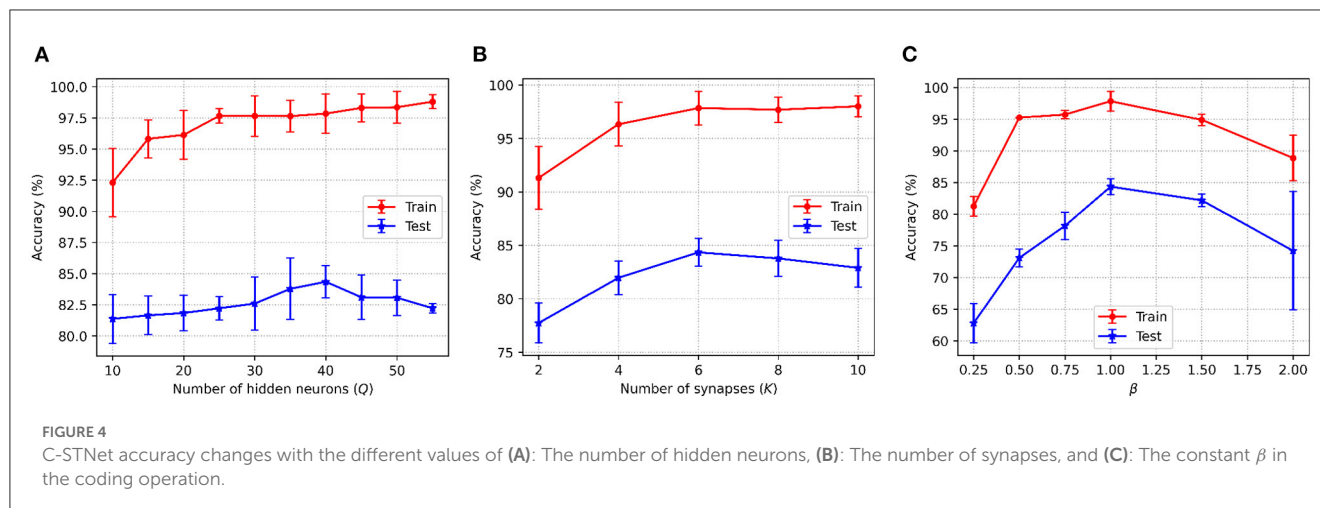 A
B
C
100.0
97.5
95.0
92.5
90.0
87.5
85.0
82.5
80.0
Accuracy (%)
Train
Test
10 20 30 40 50
Number of hidden neurons (Q)
100
95
90
85
80
75
Accuracy (%)
Train
Test
2 4 6 8 10
Number of synapses (K)
100
95
90
85
80
75
70
65
60
Accuracy (%)
Train
Test
0.25 0.50 0.75 1.00 1.25 1.50 1.75 2.00
β
FIGURE 4
C-STNet accuracy changes with the different values of (A): The number of hidden neurons, (B): The number of synapses, and (C): The constant β in
the coding operation.